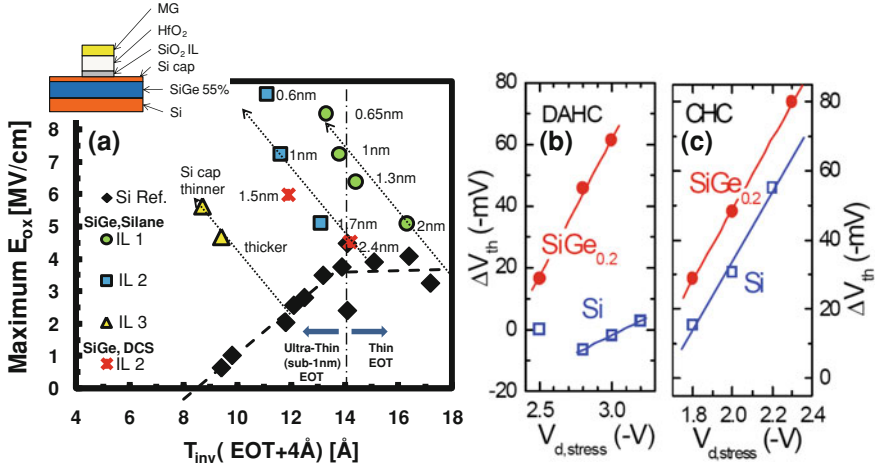 MG
HfO2
SiO2 IL
Si cap
SiGe 55%
Si
(a)
Maximum Eox [MV/cm]
8
7
6
5
4
3
2
1
0
4 6 8 10 12 14 16 18
Tinv( EOT+4Å) [Å]
Si Ref.
SiGe,Silane
IL 1
IL 2
IL 3
SiGe, DCS
IL 2
Si cap
thinner
thicker
0.6nm
1nm
1.5nm
1.7nm
2.4nm
0.65nm
1nm
1.3nm
2nm
Ultra-Thin
(sub-1nm)
EOT
Thin
EOT
(b)
DAHC
ΔVth (-mV)
80
60
40
20
0
-20
SiGe0.2
Si
2.5 3.0
Vd,stress (-V)
(c)
CHC
SiGe0.2
Si
1.8 2.0 2.2 2.4
Vd,stress (-V)
80
60
40
20
0
ΔVth (-mV)